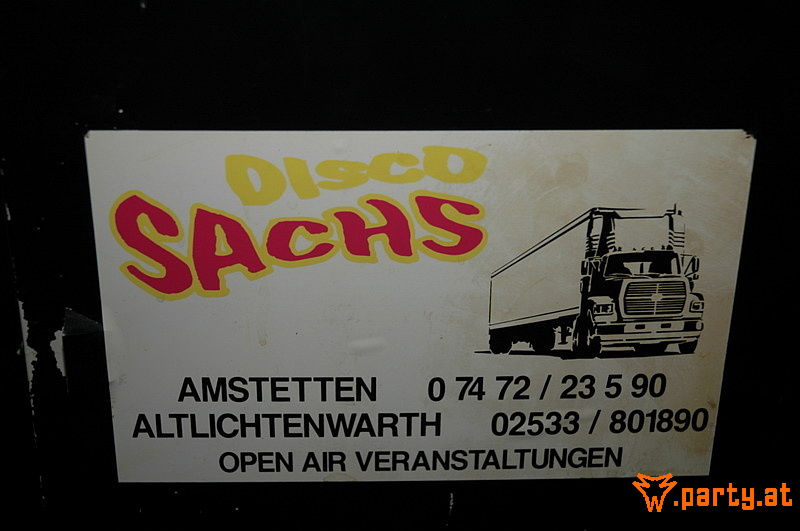 DISCO
SACHS
AMSTETTEN 0 74 72 / 23 5 90
ALTLICHTENWARTH 02533 / 801890
OPEN AIR VERANSTALTUNGEN
.party.at